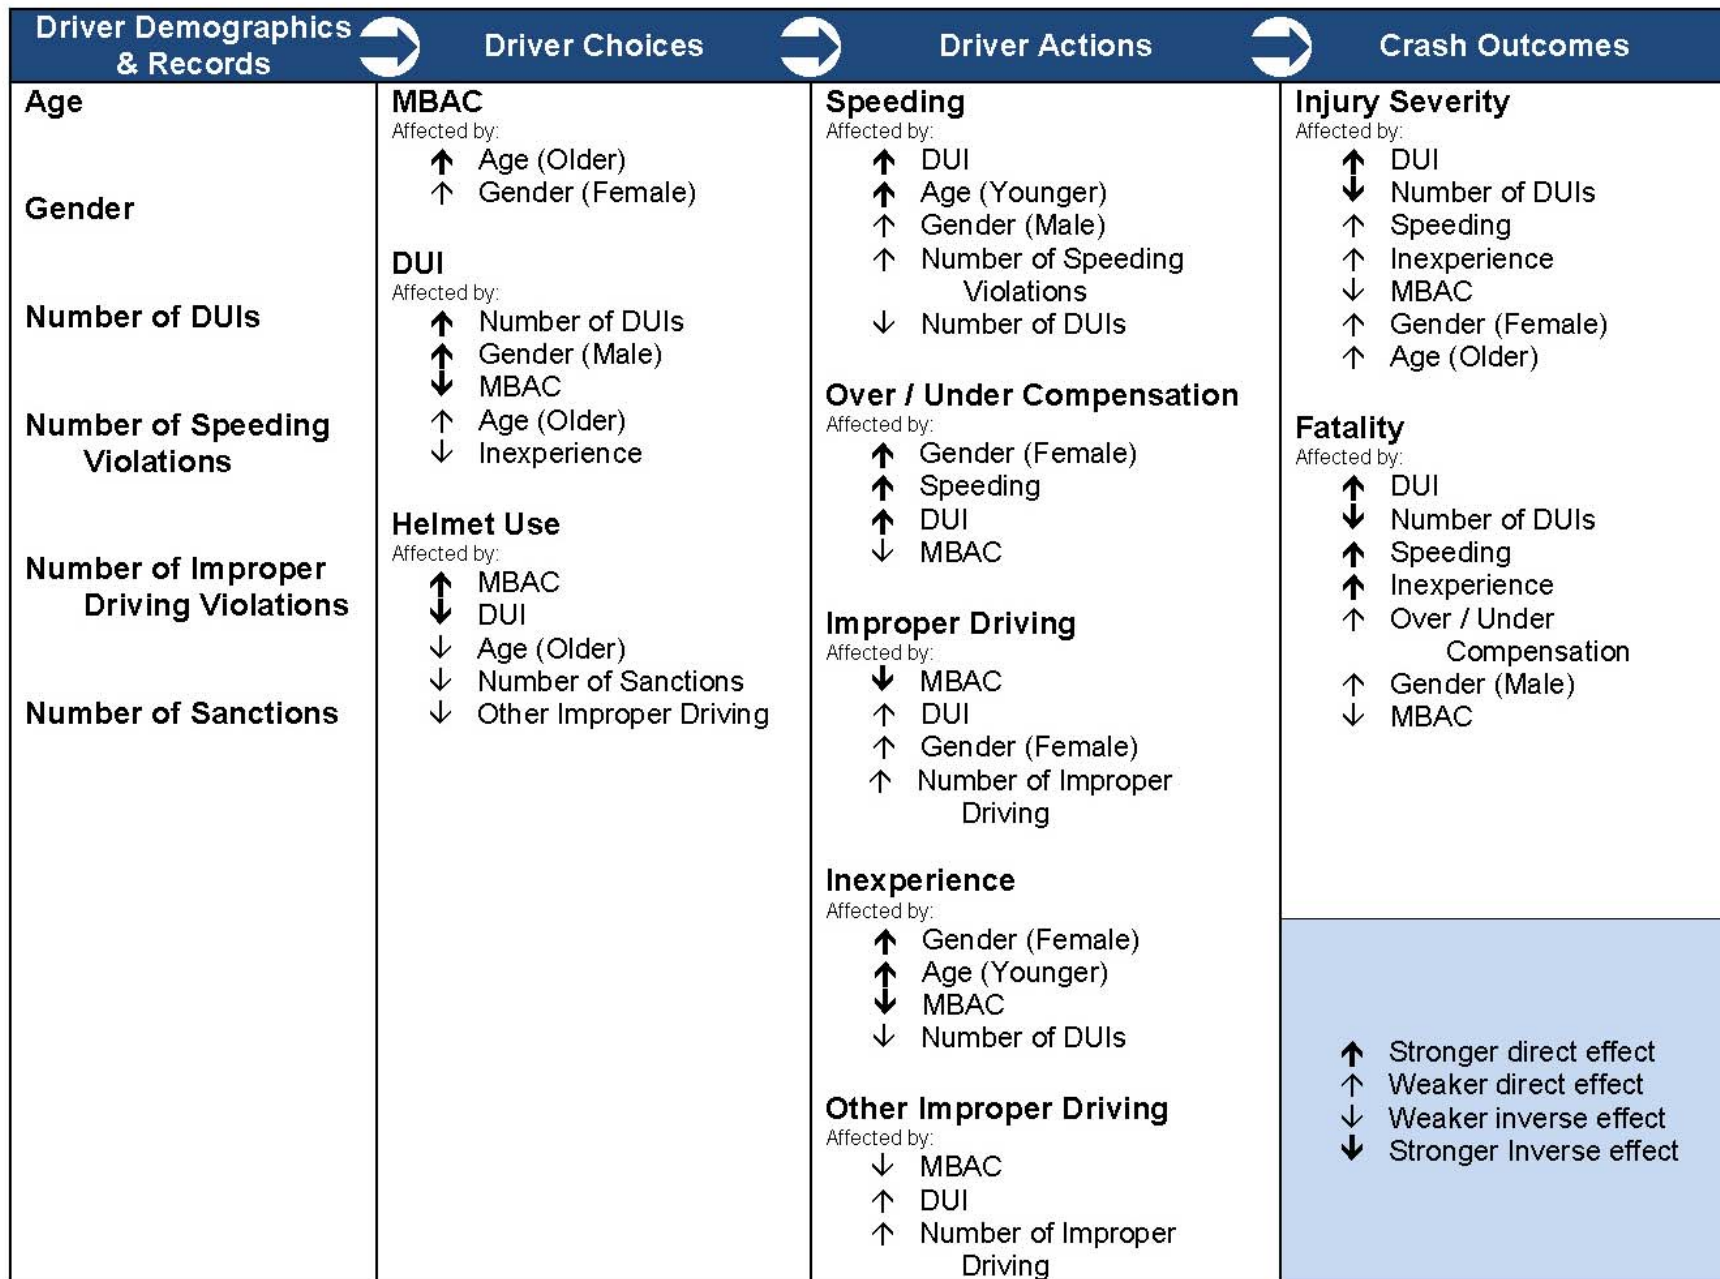 Driver Demographics
& Records
Driver Choices
Driver Actions
Crash Outcomes
Age
Gender
Number of DUIs
Number of Speeding
Violations
Number of Improper
Driving Violations
Number of Sanctions
MBAC
Affected by:
↑ Age (Older)
↑ Gender (Female)
DUI
Affected by:
↑ Number of DUIs
↑ Gender (Male)
↓ MBAC
↑ Age (Older)
↓ Inexperience
Helmet Use
Affected by:
↑ MBAC
↓ DUI
↓ Age (Older)
↓ Number of Sanctions
↓ Other Improper Driving
Speeding
Affected by:
↑ DUI
↑ Age (Younger)
↑ Gender (Male)
↑ Number of Speeding
Violations
↓ Number of DUIs
Over / Under Compensation
Affected by:
↑ Gender (Female)
↑ Speeding
↑ DUI
↓ MBAC
Improper Driving
Affected by:
↓ MBAC
↑ DUI
↑ Gender (Female)
↑ Number of Improper
Driving
Inexperience
Affected by:
↑ Gender (Female)
↑ Age (Younger)
↓ MBAC
↓ Number of DUIs
Other Improper Driving
Affected by:
↓ MBAC
↑ DUI
↑ Number of Improper
Driving
Injury Severity
Affected by:
↑ DUI
↓ Number of DUIs
↑ Speeding
↑ Inexperience
↓ MBAC
↑ Gender (Female)
↑ Age (Older)
Fatality
Affected by:
↑ DUI
↓ Number of DUIs
↑ Speeding
↑ Inexperience
↑ Over / Under
Compensation
↑ Gender (Male)
↓ MBAC
↑ Stronger direct effect
↑ Weaker direct effect
↓ Weaker inverse effect
↓ Stronger Inverse effect